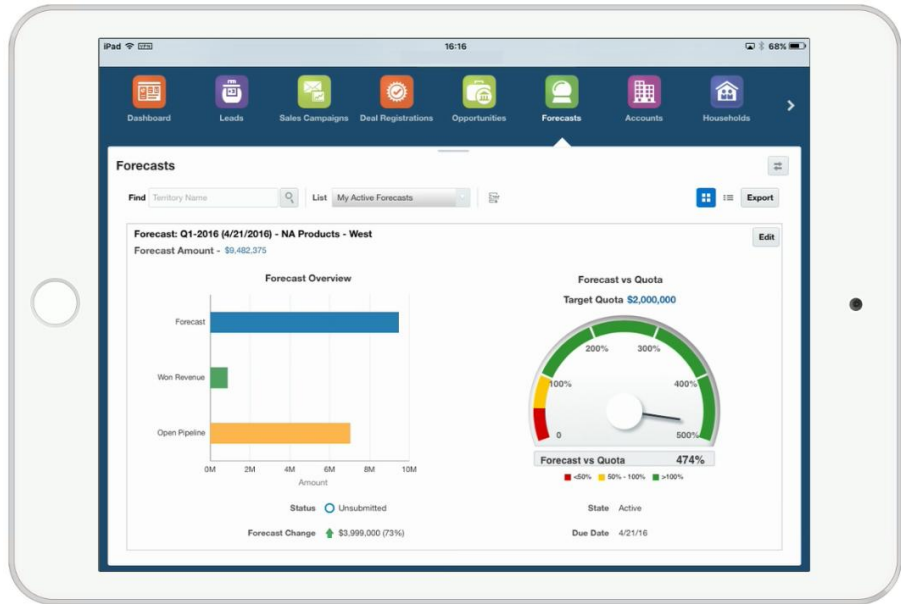 iPad VPN 16:16 68%
Dashboard Leads Sales Campaigns Deal Registrations Opportunities Forecasts Accounts Households
Forecasts
Find Territory Name List My Active Forecasts Export
Forecast: Q1-2016 (4/21/2016) - NA Products - West Edit
Forecast Amount - $9,482,375
Forecast Overview
Forecast
Won Revenue
Open Pipeline
0M 2M 4M 6M 8M 10M
Amount
Forecast vs Quota
Target Quota $2,000,000
200% 300%
100% 400%
0 500%
Forecast vs Quota 474%
<50% 50% - 100% >100%
Status Unsubmitted
State Active
Forecast Change $3,999,000 (73%)
Due Date 4/21/16